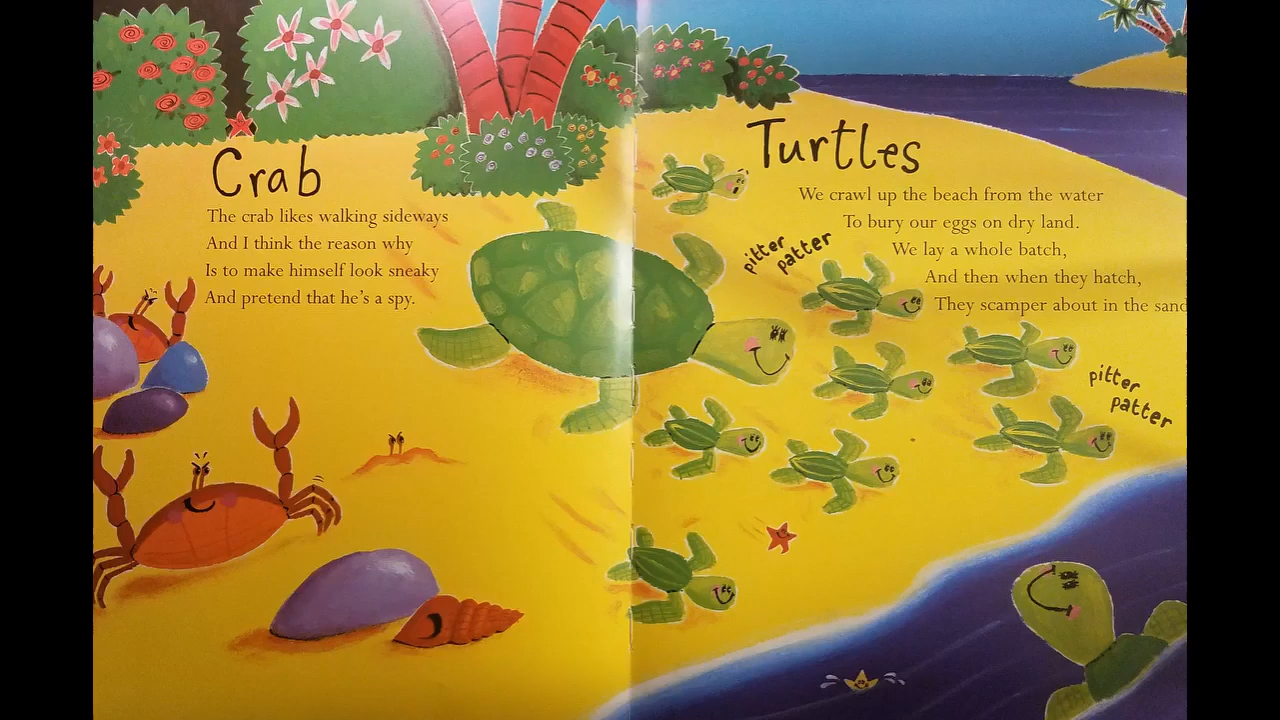 Crab
The crab likes walking sideways
And I think the reason why
Is to make himself look sneaky
And pretend that he's a spy.
Turtles
We crawl up the beach from the water
To bury our eggs on dry land.
We lay a whole batch,
And then when they hatch,
They scamper about in the sand
pitter
patter
pitter
patter